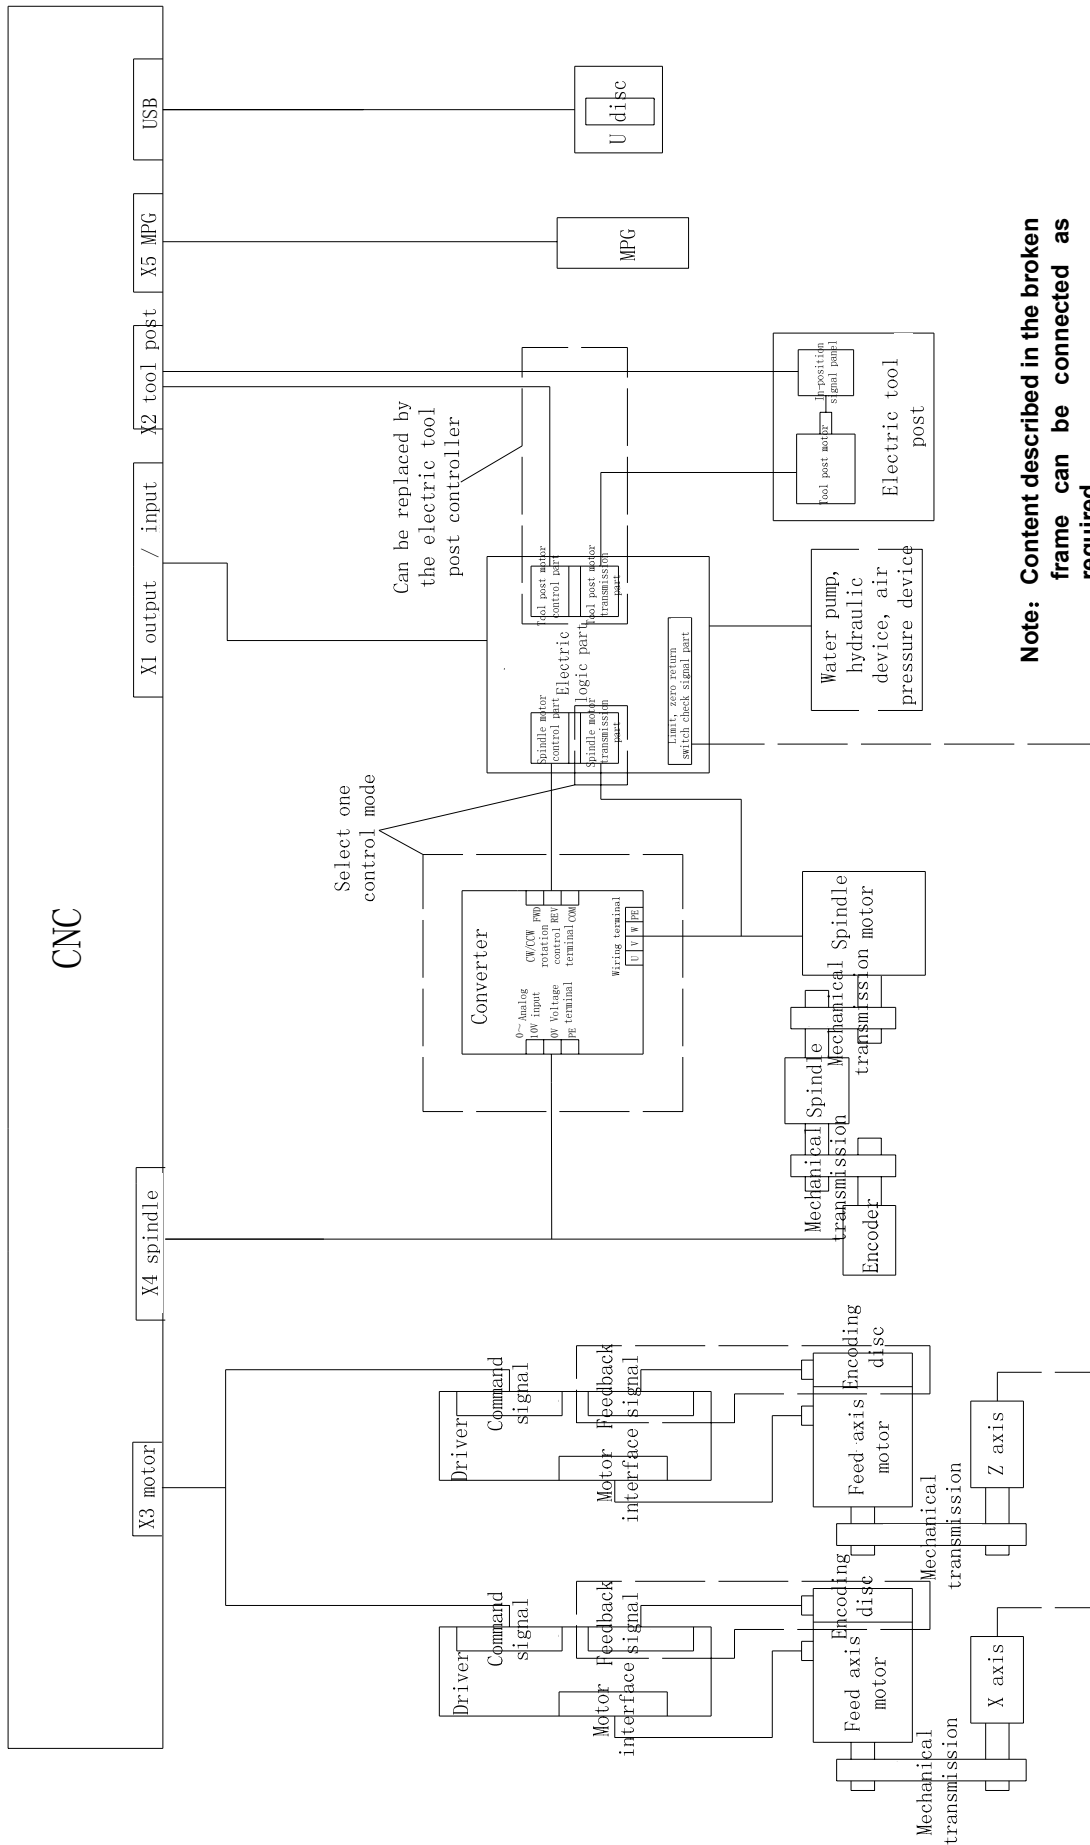 CNC
X3 motor
X4 spindle
X1 output / input
X2 tool post
X5 MPG
USB
Driver
Command
signal
Feedback
signal
Motor
interface
Driver
Command
signal
Feedback
signal
Motor
interface
Select one
control mode
Converter
0～ Analog
10V input
0V Voltage
PE terminal
CW/CCW
rotation
control
terminal
FWD
REV
COM
Wiring terminal
U V W PE
Can be replaced by
the electric tool
post controller
Spindle motor
control part
Spindle motor
transmission
part
Electric
logic part
Tool post motor
control part
Tool post motor
transmission
part
Limit, zero return
switch check signal part
MPG
U disc
Encoding
disc
Feed axis
motor
Mechanical
transmission
X axis
Encoding
disc
Feed axis
motor
Mechanical
transmission
Z axis
Encoder
Mechanical
transmission
Spindle
Mechanical
transmission
Spindle
motor
Water pump,
hydraulic
device, air
pressure device
Tool post motor
In-position
signal panel
Electric tool
post
Note: Content described in the broken
frame can be connected as
required